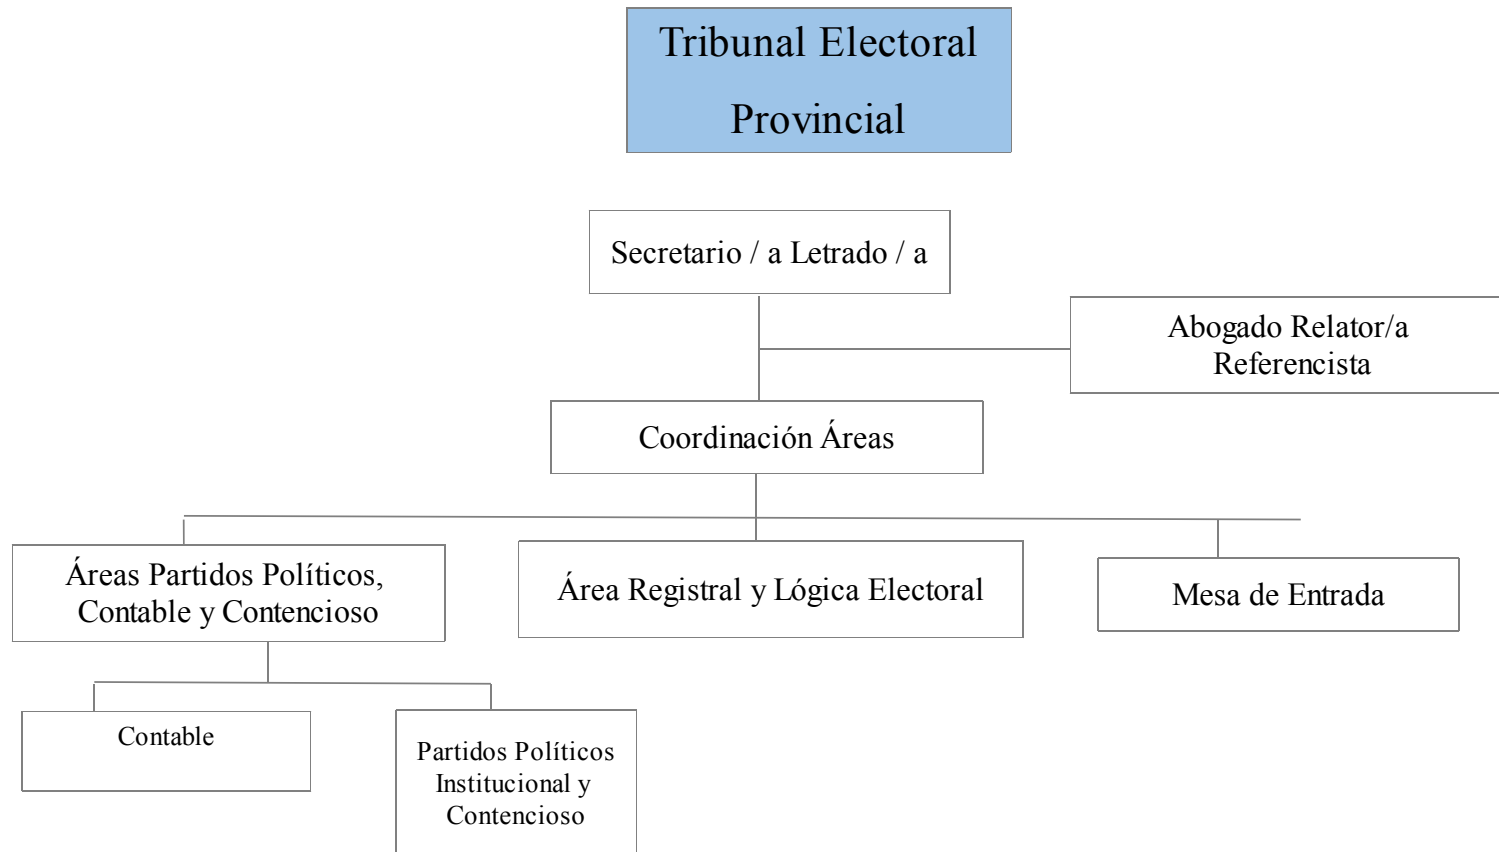 Tribunal Electoral
Provincial
Secretario / a Letrado / a
Abogado Relator/a
Referencista
Coordinación Áreas
Áreas Partidos Políticos,
Contable y Contencioso
Área Registral y Lógica Electoral
Mesa de Entrada
Contable
Partidos Políticos
Institucional y
Contencioso